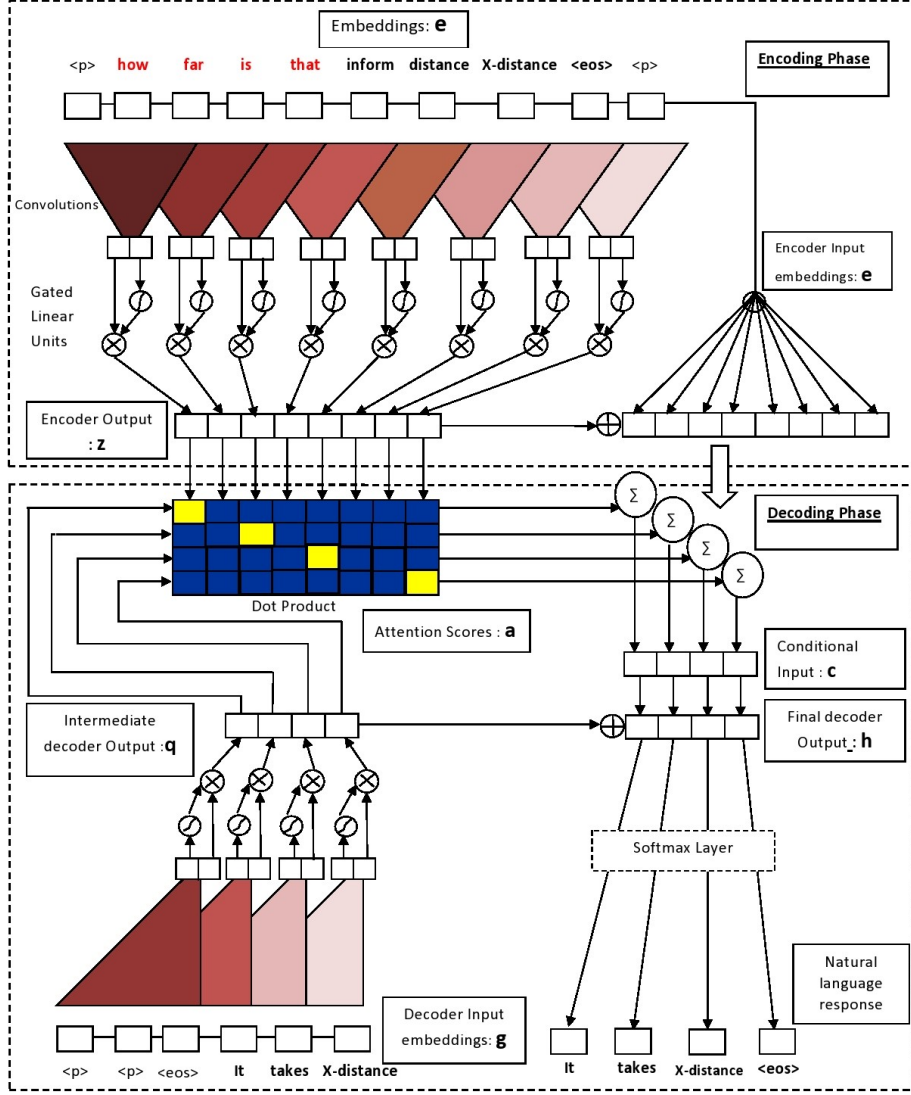 Embeddings: e
<p> how far is that inform distance X-distance <eos> <p>
Encoding Phase
Convolutions
Encoder Input
embeddings: e
Gated
Linear
Units
Encoder Output
: z
Decoding Phase
Σ
Σ
Σ
Σ
Dot Product
Attention Scores : a
Conditional
Input : c
Intermediate
decoder Output :q
Final decoder
Output : h
Softmax Layer
Natural
language
response
Decoder Input
embeddings: g
<p> <p> <eos> It takes X-distance
It takes X-distance <eos>